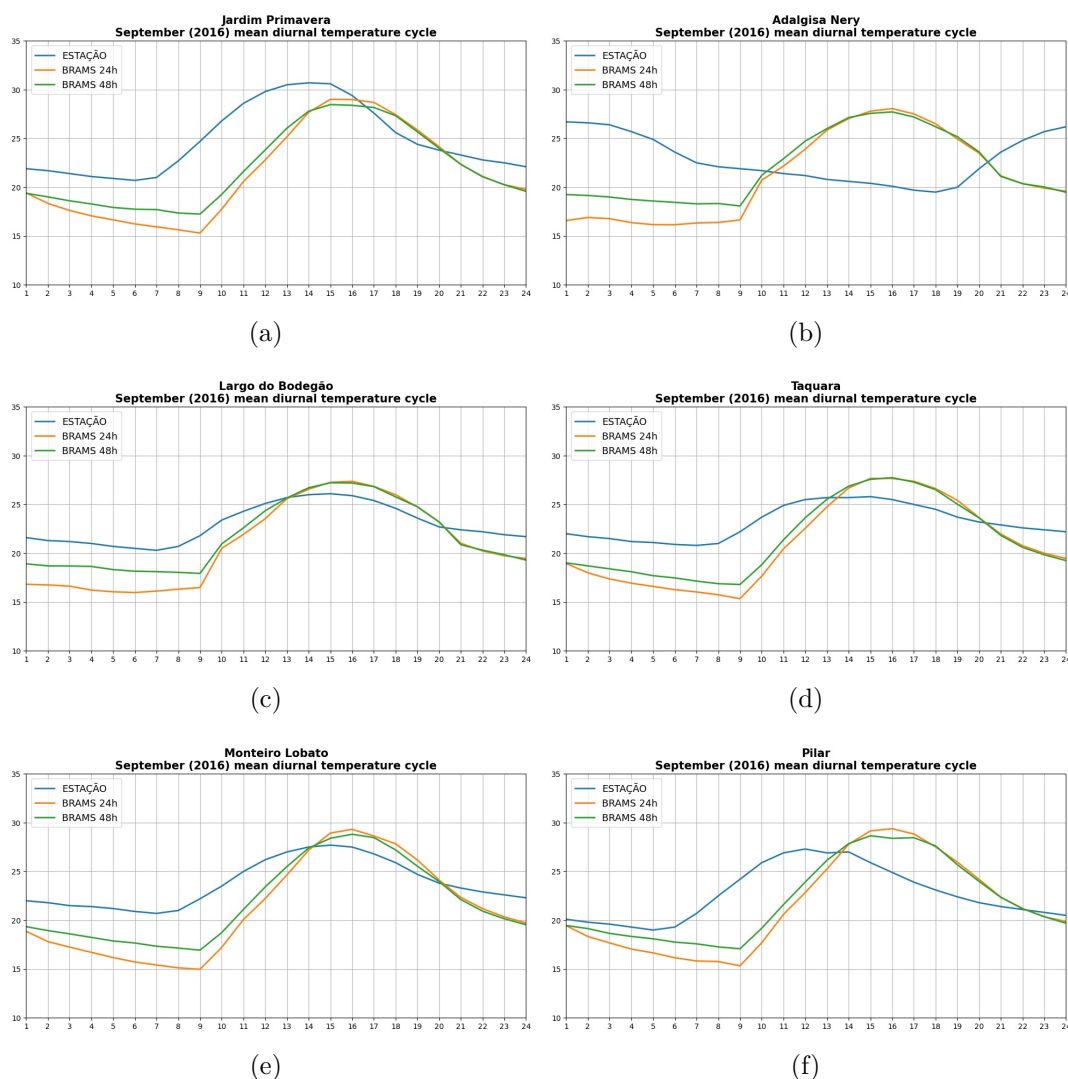 Jardim Primavera
September (2016) mean diurnal temperature cycle
35
30
25
20
15
10
ESTAÇÃO
BRAMS 24h
BRAMS 48h
1 2 3 4 5 6 7 8 9 10 11 12 13 14 15 16 17 18 19 20 21 22 23 24
(a)
Adalgisa Nery
September (2016) mean diurnal temperature cycle
35
30
25
20
15
10
ESTAÇÃO
BRAMS 24h
BRAMS 48h
1 2 3 4 5 6 7 8 9 10 11 12 13 14 15 16 17 18 19 20 21 22 23 24
(b)
Largo do Bodegão
September (2016) mean diurnal temperature cycle
35
30
25
20
15
10
ESTAÇÃO
BRAMS 24h
BRAMS 48h
1 2 3 4 5 6 7 8 9 10 11 12 13 14 15 16 17 18 19 20 21 22 23 24
(c)
Taquara
September (2016) mean diurnal temperature cycle
35
30
25
20
15
10
ESTAÇÃO
BRAMS 24h
BRAMS 48h
1 2 3 4 5 6 7 8 9 10 11 12 13 14 15 16 17 18 19 20 21 22 23 24
(d)
Monteiro Lobato
September (2016) mean diurnal temperature cycle
35
30
25
20
15
10
ESTAÇÃO
BRAMS 24h
BRAMS 48h
1 2 3 4 5 6 7 8 9 10 11 12 13 14 15 16 17 18 19 20 21 22 23 24
(e)
Pilar
September (2016) mean diurnal temperature cycle
35
30
25
20
15
10
ESTAÇÃO
BRAMS 24h
BRAMS 48h
1 2 3 4 5 6 7 8 9 10 11 12 13 14 15 16 17 18 19 20 21 22 23 24
(f)